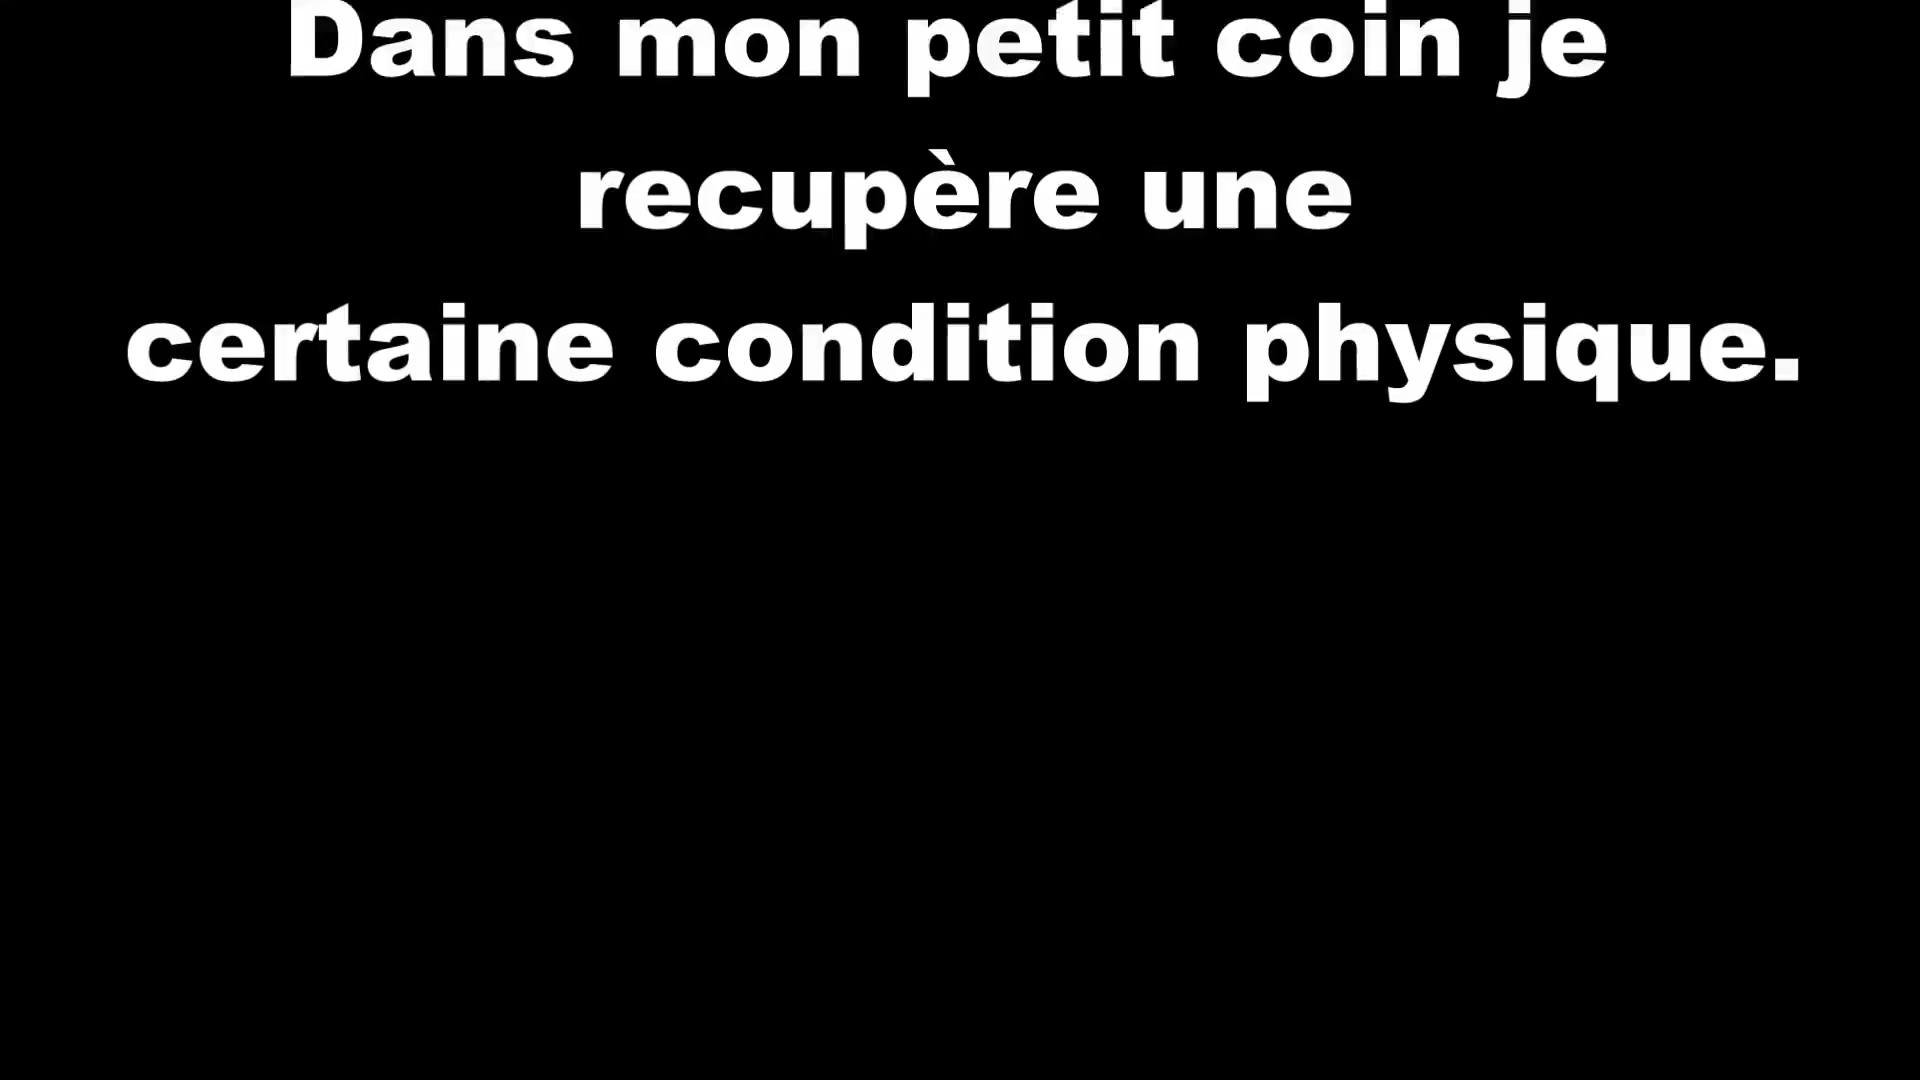 Dans mon petit coin je
recupère une
certaine condition physique.